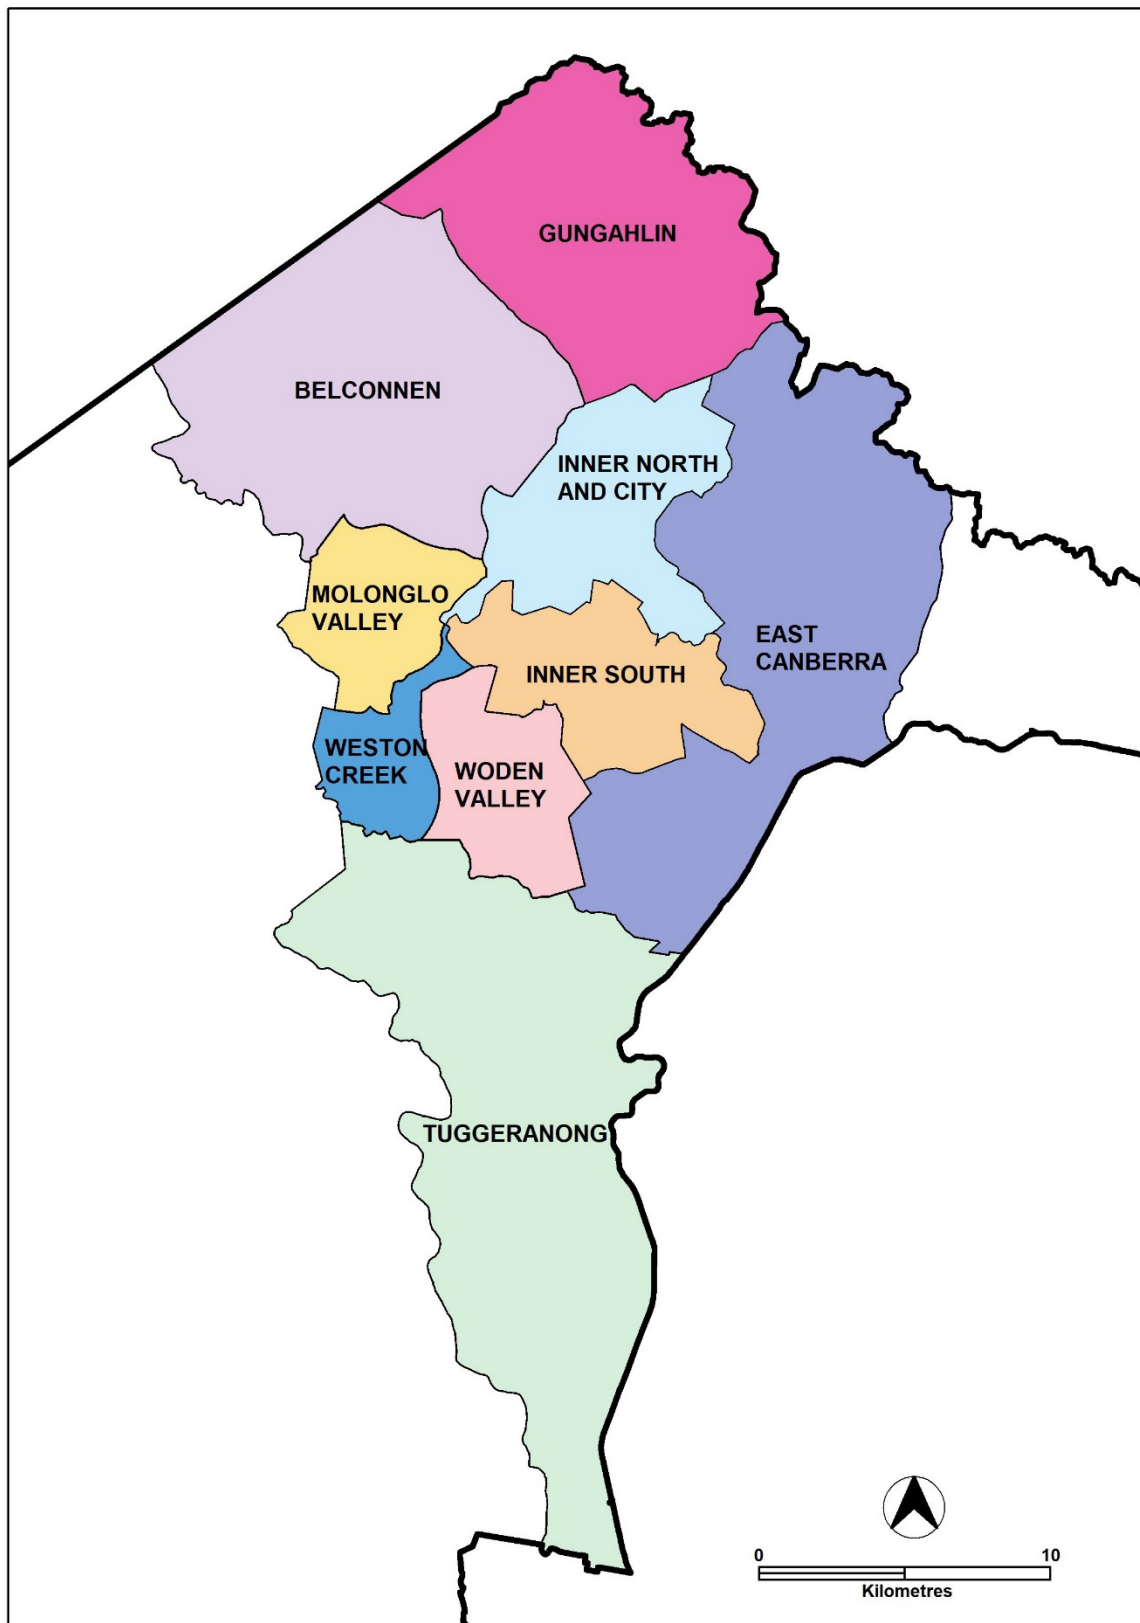 GUNGAHLIN
BELCONNEN
INNER NORTH
AND CITY
MOLONGLO
VALLEY
EAST
CANBERRA
INNER SOUTH
WESTON
CREEK
WODEN
VALLEY
TUGGERANONG
0 10
Kilometres